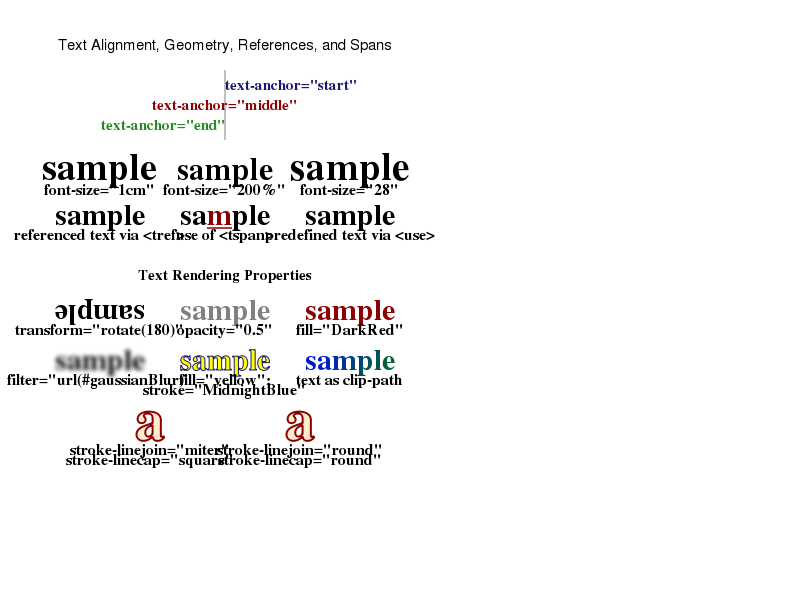 Text Alignment, Geometry, References, and Spans
text-anchor="start"
text-anchor="middle"
text-anchor="end"
sample sample sample
font-size="1cm" font-size="200%" font-size="28"
sample sample sample
referenced text via <tref> use of <tspan> predefined text via <use>
Text Rendering Properties
sample sample sample
transform="rotate(180)" opacity="0.5" fill="DarkRed"
sample sample sample
filter="url(#gaussianBlur)" fill="yellow"; text as clip-path
stroke="MidnightBlue"
a a
stroke-linejoin="miter" stroke-linejoin="round"
stroke-linecap="square" stroke-linecap="round"